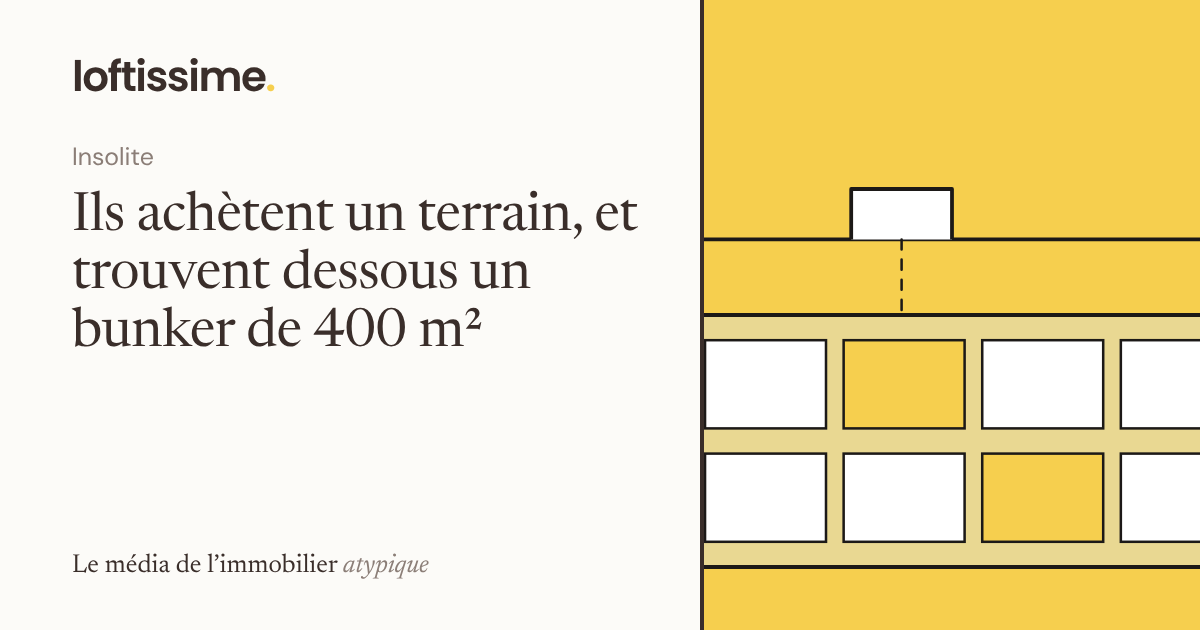 loftissime.
Insolite
Ils achètent un terrain, et
trouvent dessous un
bunker de 400 m²
Le média de l’immobilier atypique